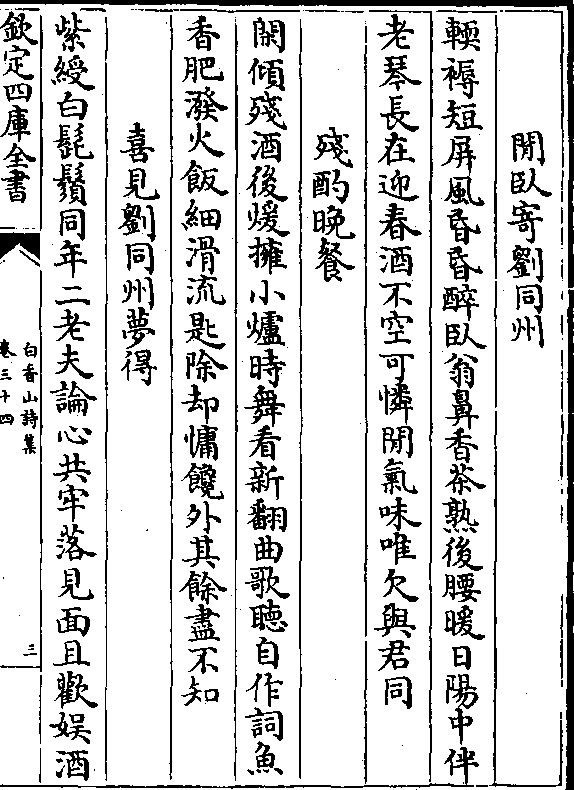 閒臥寄劉同州
輭褥短屏風昏昏醉臥翁鼻香茶熟後腰暖日陽中伴
老琴長在迎春酒不空可憐閒氣味唯欠與君同
殘酌晚餐
閒傾殘酒後煖擁小爐時舞看新翻曲歌聽自作詞魚
香肥潑火飯細滑流匙除却慵饞外其餘盡不知
喜見劉同州夢得
紫綬白髭鬚同年二老夫論心共牢落見面且歡娱酒
欽定四庫全書
白香山詩集
卷三十四
三